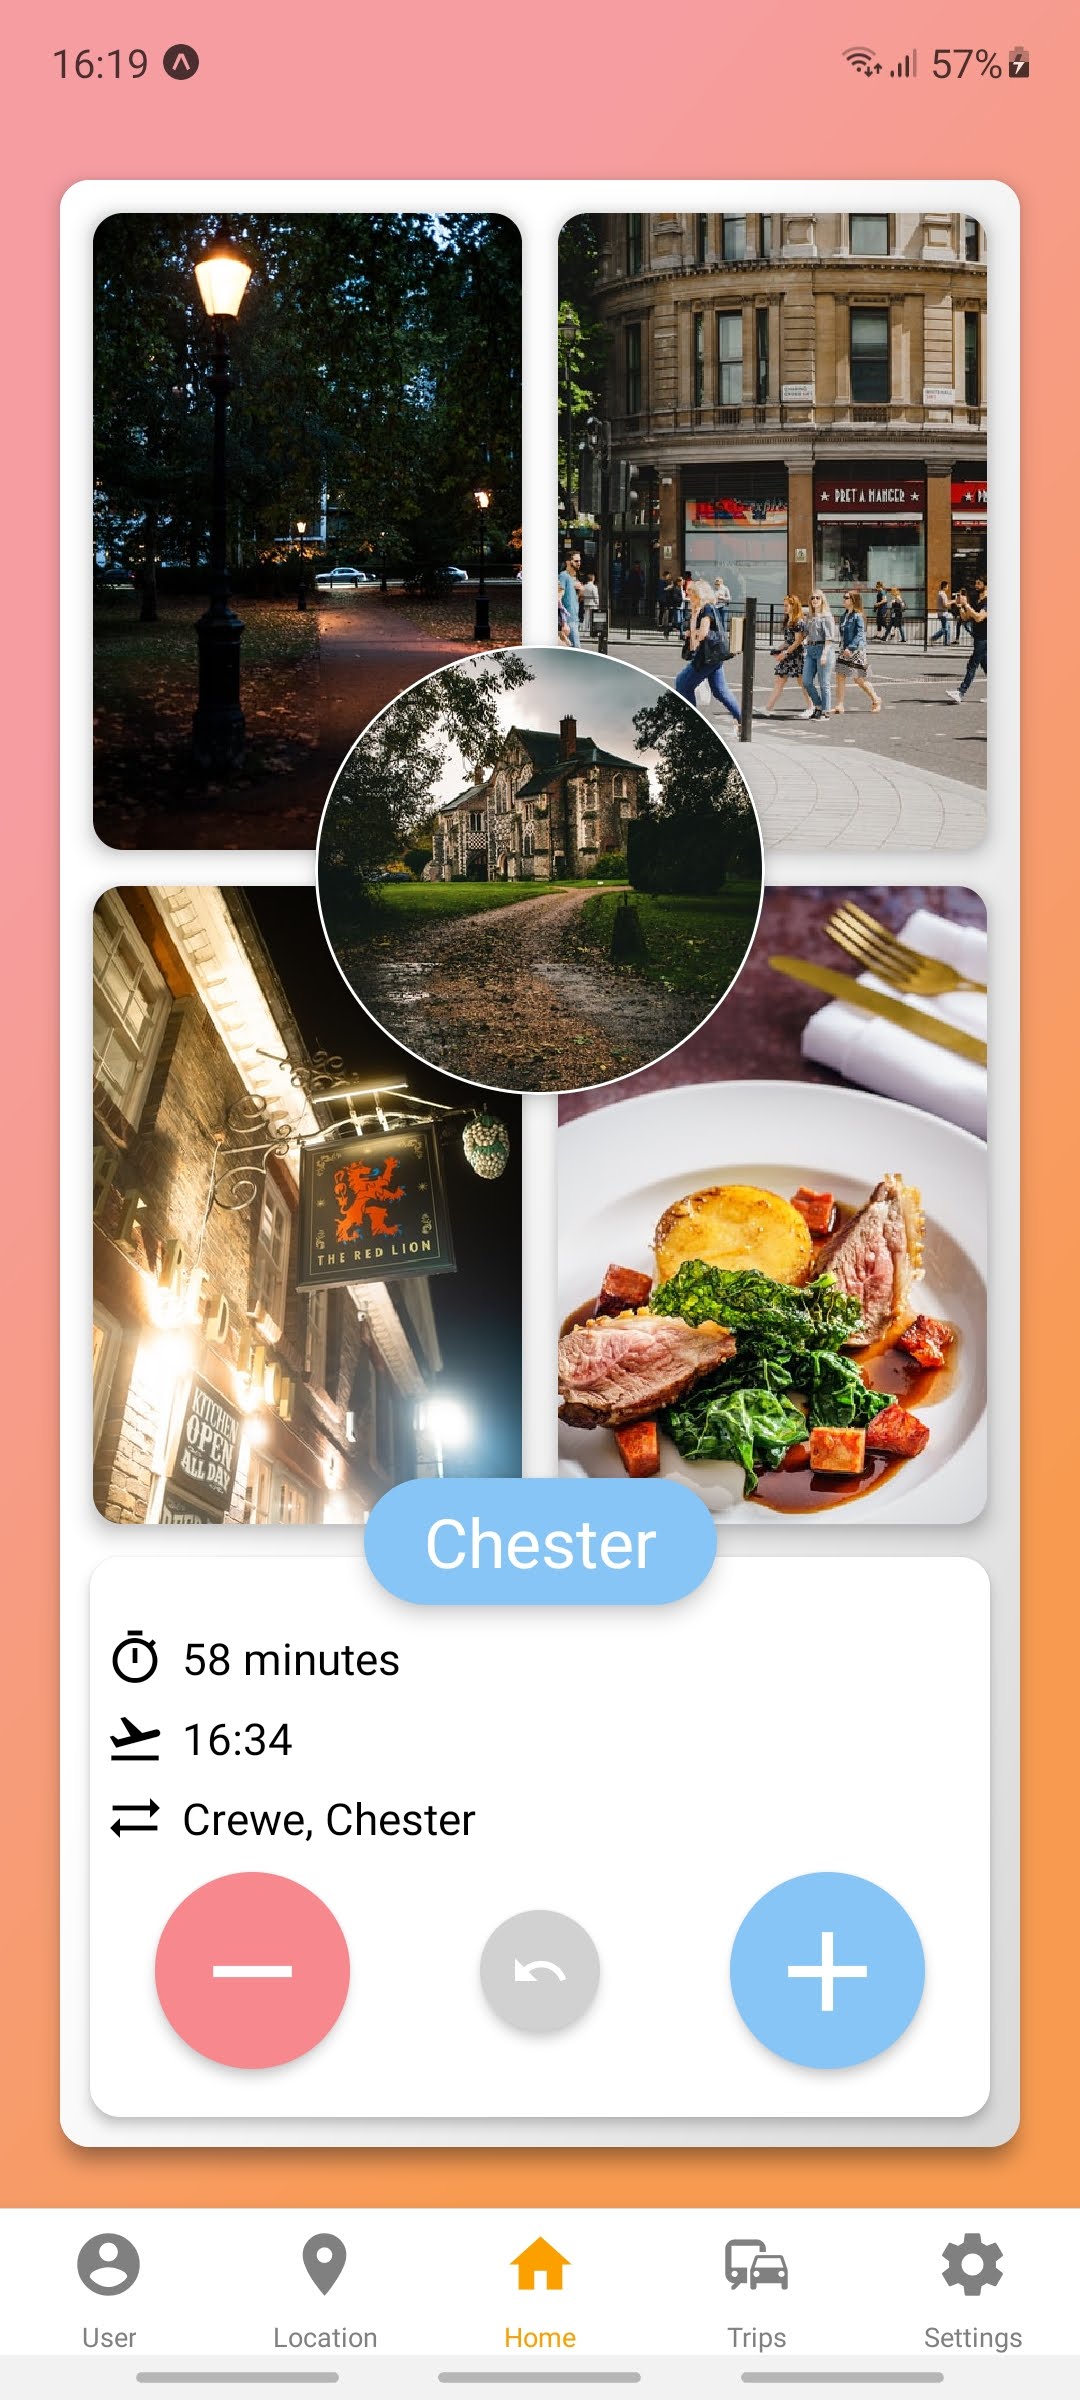 16:19
57%
PRET A MANGER
THE RED LION
KITCHEN
OPEN
ALL DAY
Chester
58 minutes
16:34
Crewe, Chester
User
Location
Home
Trips
Settings